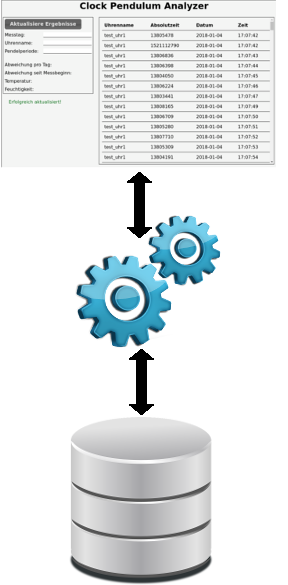 Clock Pendulum Analyzer
Aktualisiere Ergebnisse
Messtag:
Uhrenname:
Pendelperiode:
Abweichung pro Tag:
Abweichung seit Messbeginn:
Temperatur:
Feuchtigkeit:
Erfolgreich aktualisiert!
Uhrenname Absolutzeit Datum Zeit
test_uhr1 13805478 2018-01-04 17:07:42
test_uhr1 1521112790 2018-01-04 17:07:42
test_uhr1 13806836 2018-01-04 17:07:43
test_uhr1 13806398 2018-01-04 17:07:44
test_uhr1 13804050 2018-01-04 17:07:45
test_uhr1 13806224 2018-01-04 17:07:46
test_uhr1 13803441 2018-01-04 17:07:47
test_uhr1 13808165 2018-01-04 17:07:49
test_uhr1 13806709 2018-01-04 17:07:50
test_uhr1 13805280 2018-01-04 17:07:51
test_uhr1 13807710 2018-01-04 17:07:52
test_uhr1 13805309 2018-01-04 17:07:53
test_uhr1 13804191 2018-01-04 17:07:54